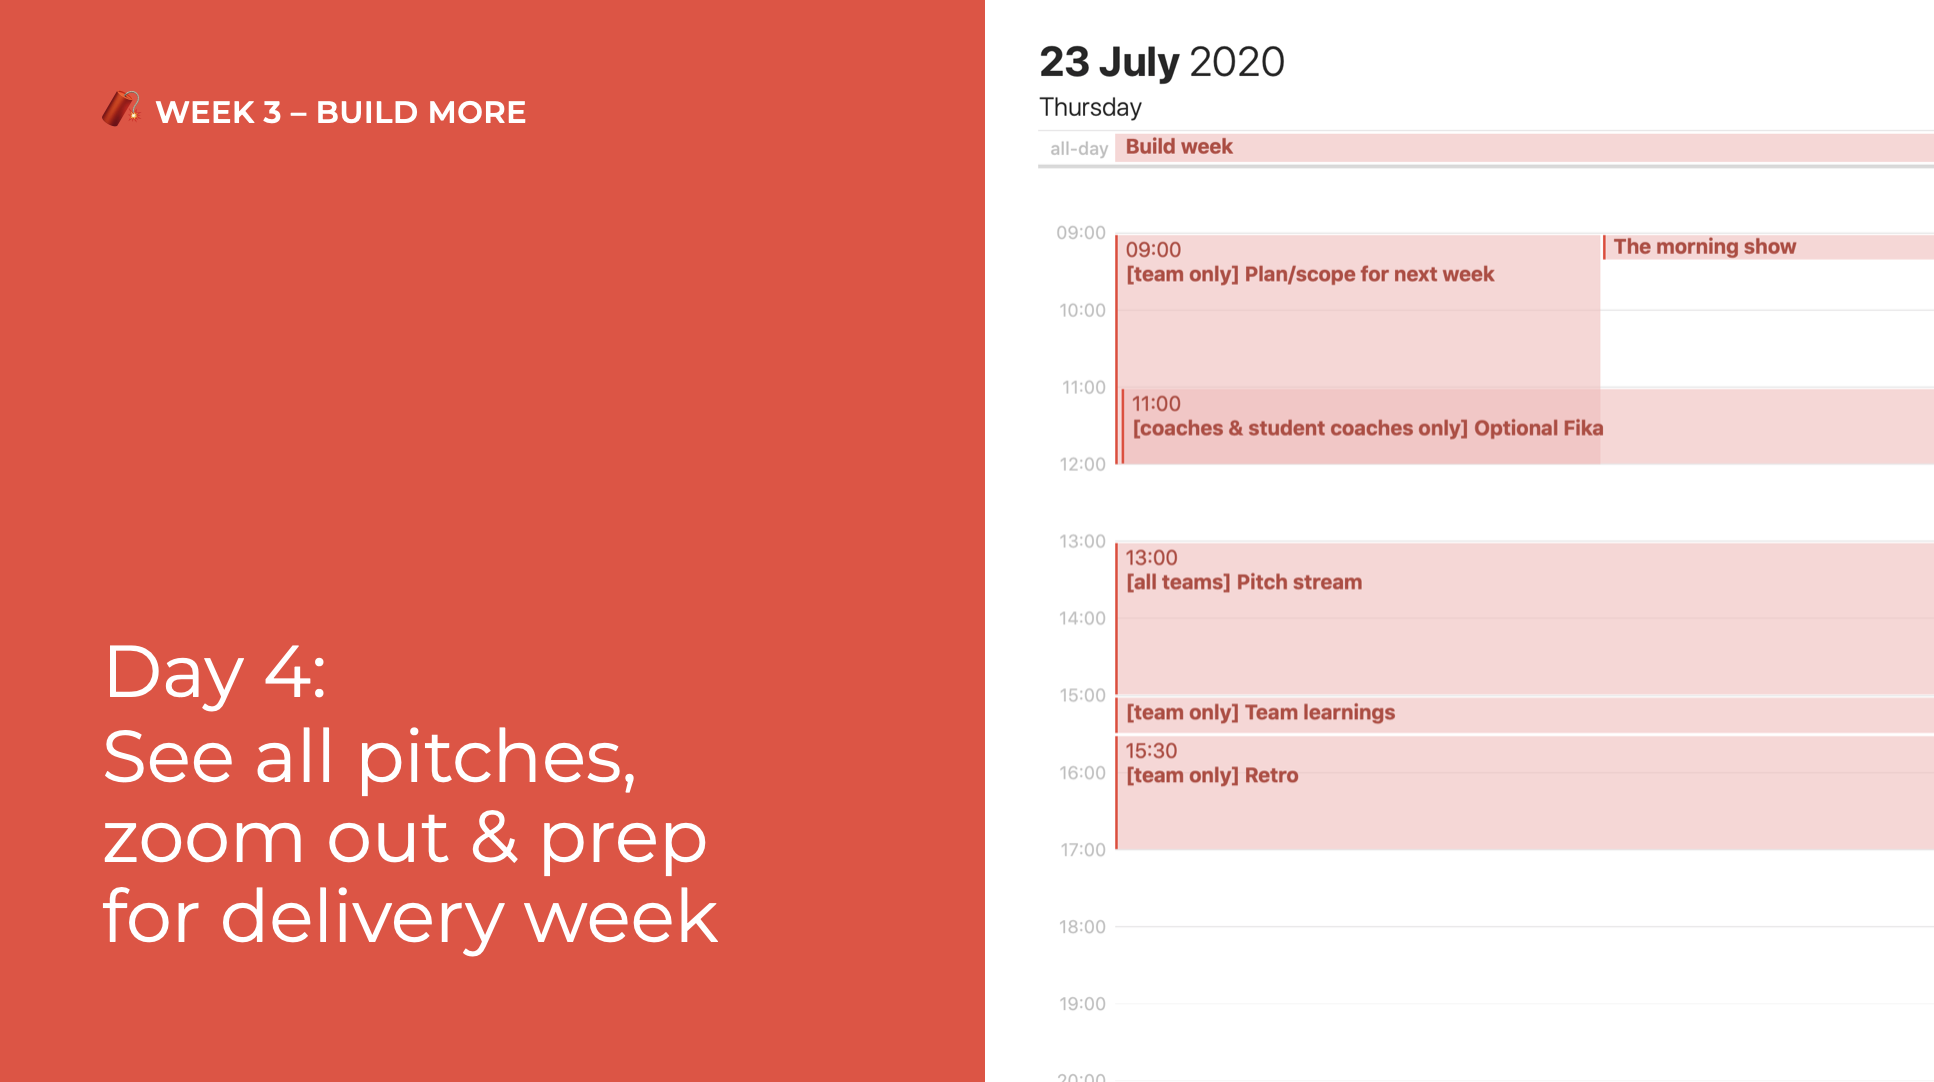 WEEK 3 – BUILD MORE
Day 4:
See all pitches,
zoom out & prep
for delivery week
23 July 2020
Thursday
all-day Build week
09:00
09:00
[team only] Plan/scope for next week
The morning show
10:00
11:00
11:00
[coaches & student coaches only] Optional Fika
12:00
13:00
13:00
[all teams] Pitch stream
14:00
15:00
[team only] Team learnings
15:30
[team only] Retro
16:00
17:00
18:00
19:00
20:00